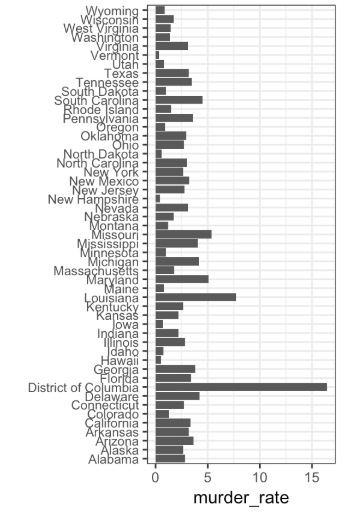 Wyoming
Wisconsin
West Virginia
Washington
Virginia
Vermont
Utah
Texas
Tennessee
South Dakota
South Carolina
Rhode Island
Pennsylvania
Oregon
Oklahoma
Ohio
North Dakota
North Carolina
New York
New Mexico
New Jersey
New Hampshire
Nevada
Nebraska
Montana
Missouri
Mississippi
Minnesota
Michigan
Massachusetts
Maryland
Maine
Louisiana
Kentucky
Kansas
Iowa
Indiana
Illinois
Idaho
Hawaii
Georgia
Florida
District of Columbia
Delaware
Connecticut
Colorado
California
Arkansas
Arizona
Alaska
Alabama
0 5 10 15
murder_rate